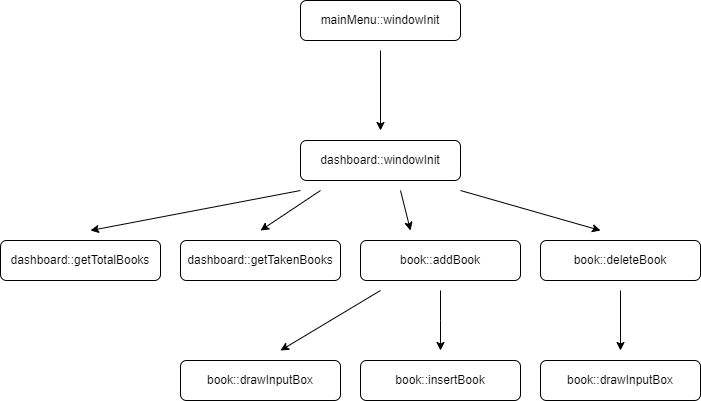 mainMenu::windowInit
dashboard::windowInit
dashboard::getTotalBooks
dashboard::getTakenBooks
book::addBook
book::deleteBook
book::drawInputBox
book::insertBook
book::drawInputBox